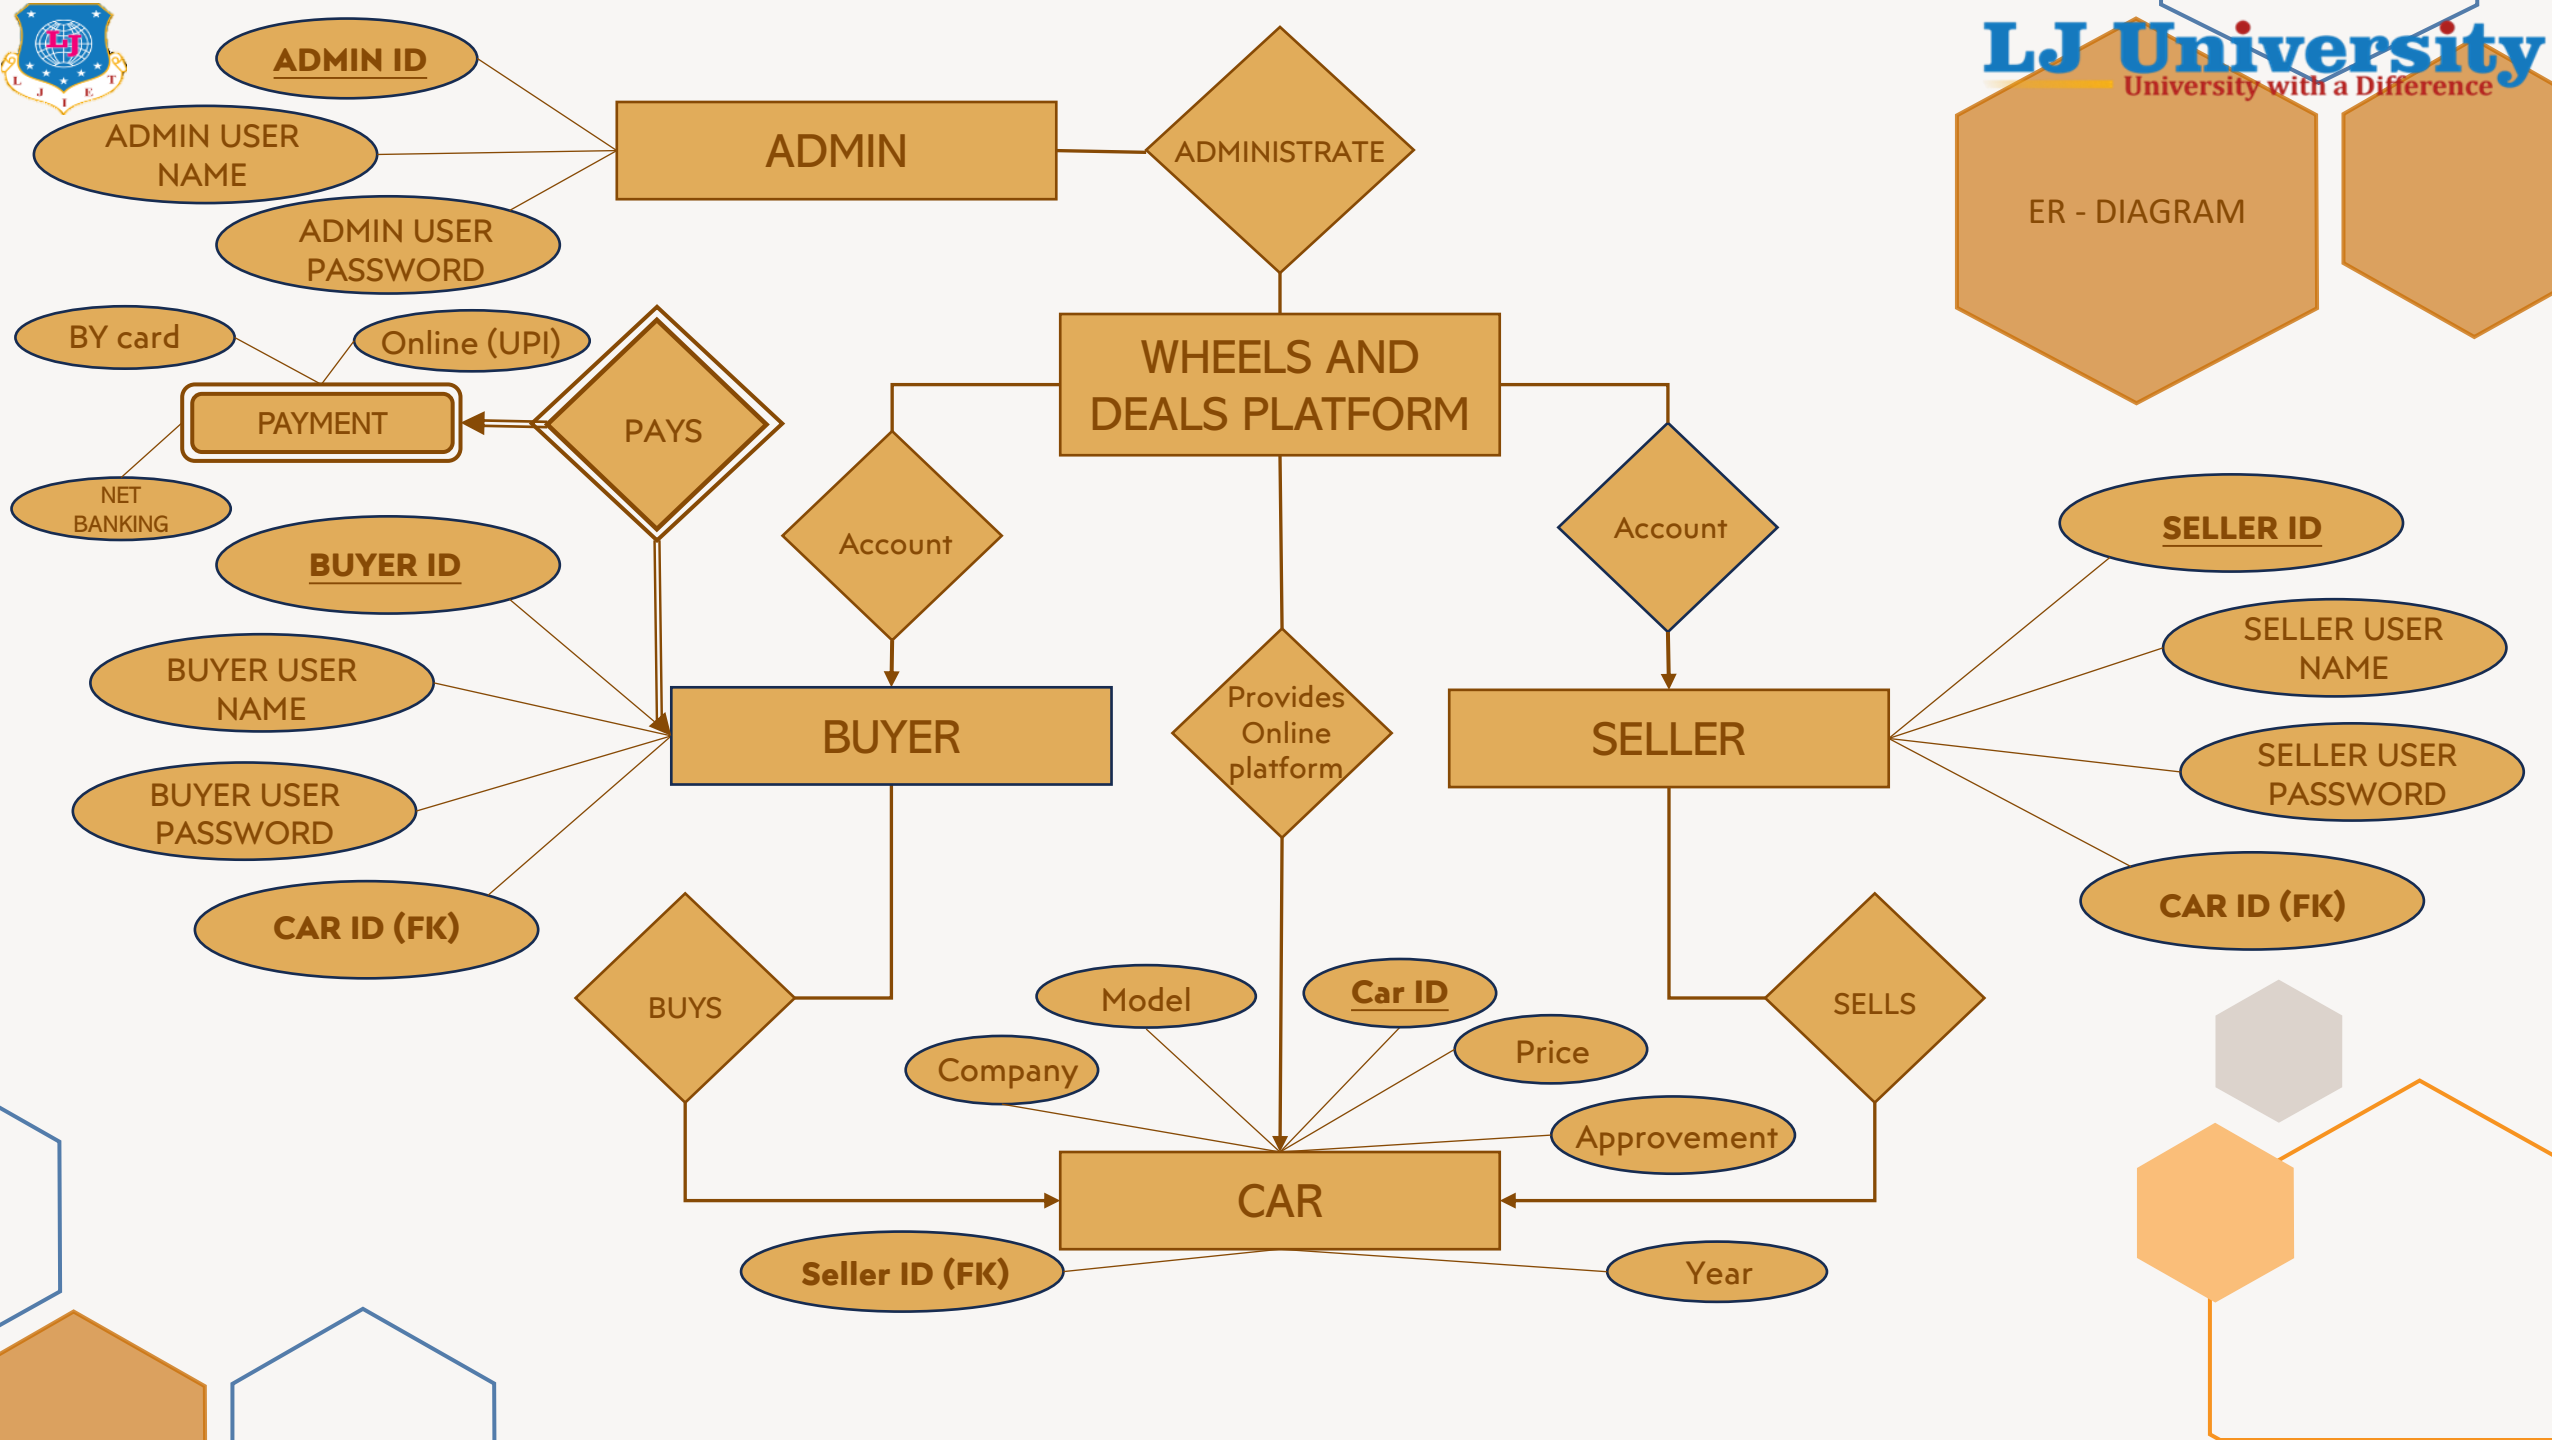 LJ University
University with a Difference
LJ
L J I E T
ER - DIAGRAM
ADMIN ID
ADMIN USER
NAME
ADMIN USER
PASSWORD
ADMIN
ADMINISTRATE
BY card
Online (UPI)
PAYMENT
NET
BANKING
PAYS
WHEELS AND
DEALS PLATFORM
Account
Account
BUYER ID
BUYER USER
NAME
BUYER USER
PASSWORD
CAR ID (FK)
BUYER
Provides
Online
platform
SELLER
SELLER ID
SELLER USER
NAME
SELLER USER
PASSWORD
CAR ID (FK)
BUYS
SELLS
Model
Car ID
Company
Price
Approvement
CAR
Seller ID (FK)
Year